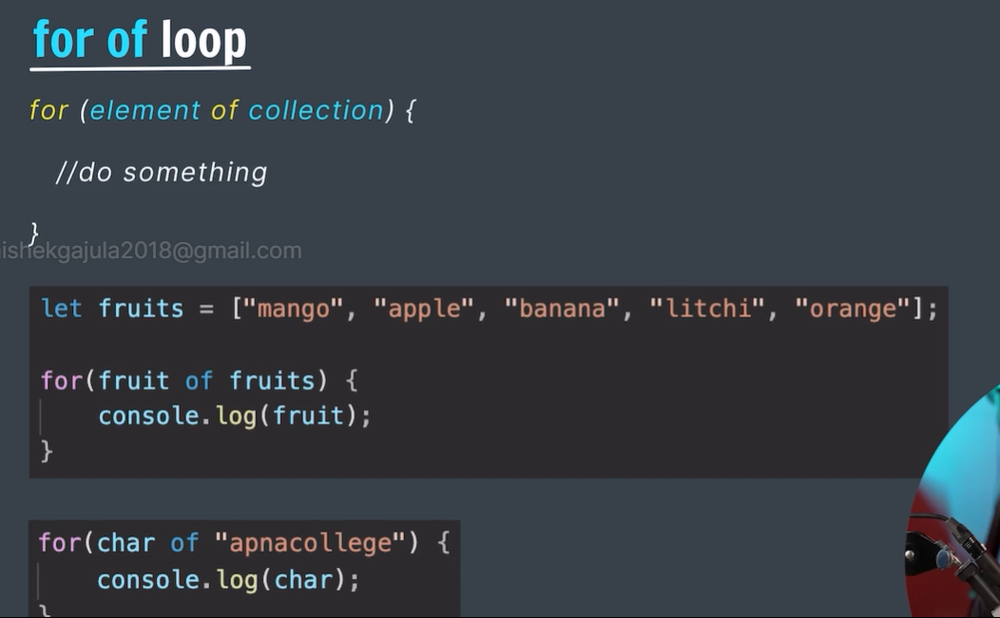 for of loop
for (element of collection) {
//do something
}
ishekgajula2018@gmail.com
let fruits = ["mango", "apple", "banana", "litchi", "orange"];
for(fruit of fruits) {
console.log(fruit);
}
for(char of "apnacollege") {
console.log(char);
}